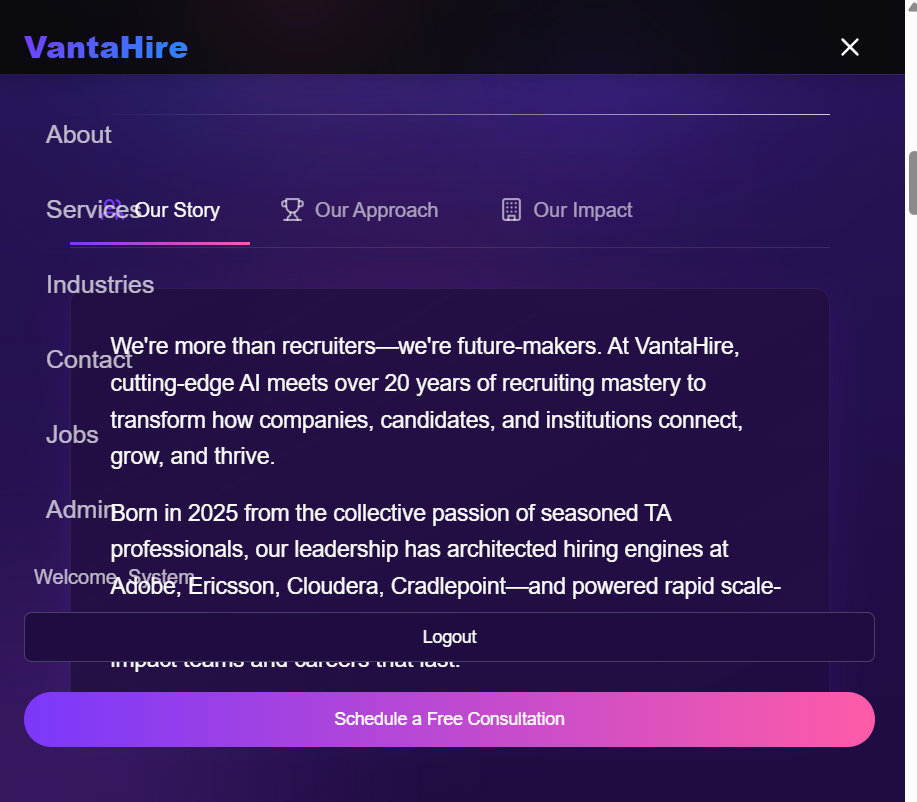 VantaHire
About
Services
Our Story
Our Approach
Our Impact
Industries
We're more than recruiters—we're future-makers. At VantaHire,
Contact
cutting-edge AI meets over 20 years of recruiting mastery to
transform how companies, candidates, and institutions connect,
Jobs
grow, and thrive.
Admin
Born in 2025 from the collective passion of seasoned TA
professionals, our leadership has architected hiring engines at
Welcome, System
Adobe, Ericsson, Cloudera, Cradlepoint—and powered rapid scale-
Logout
impact teams and careers that last.
Schedule a Free Consultation